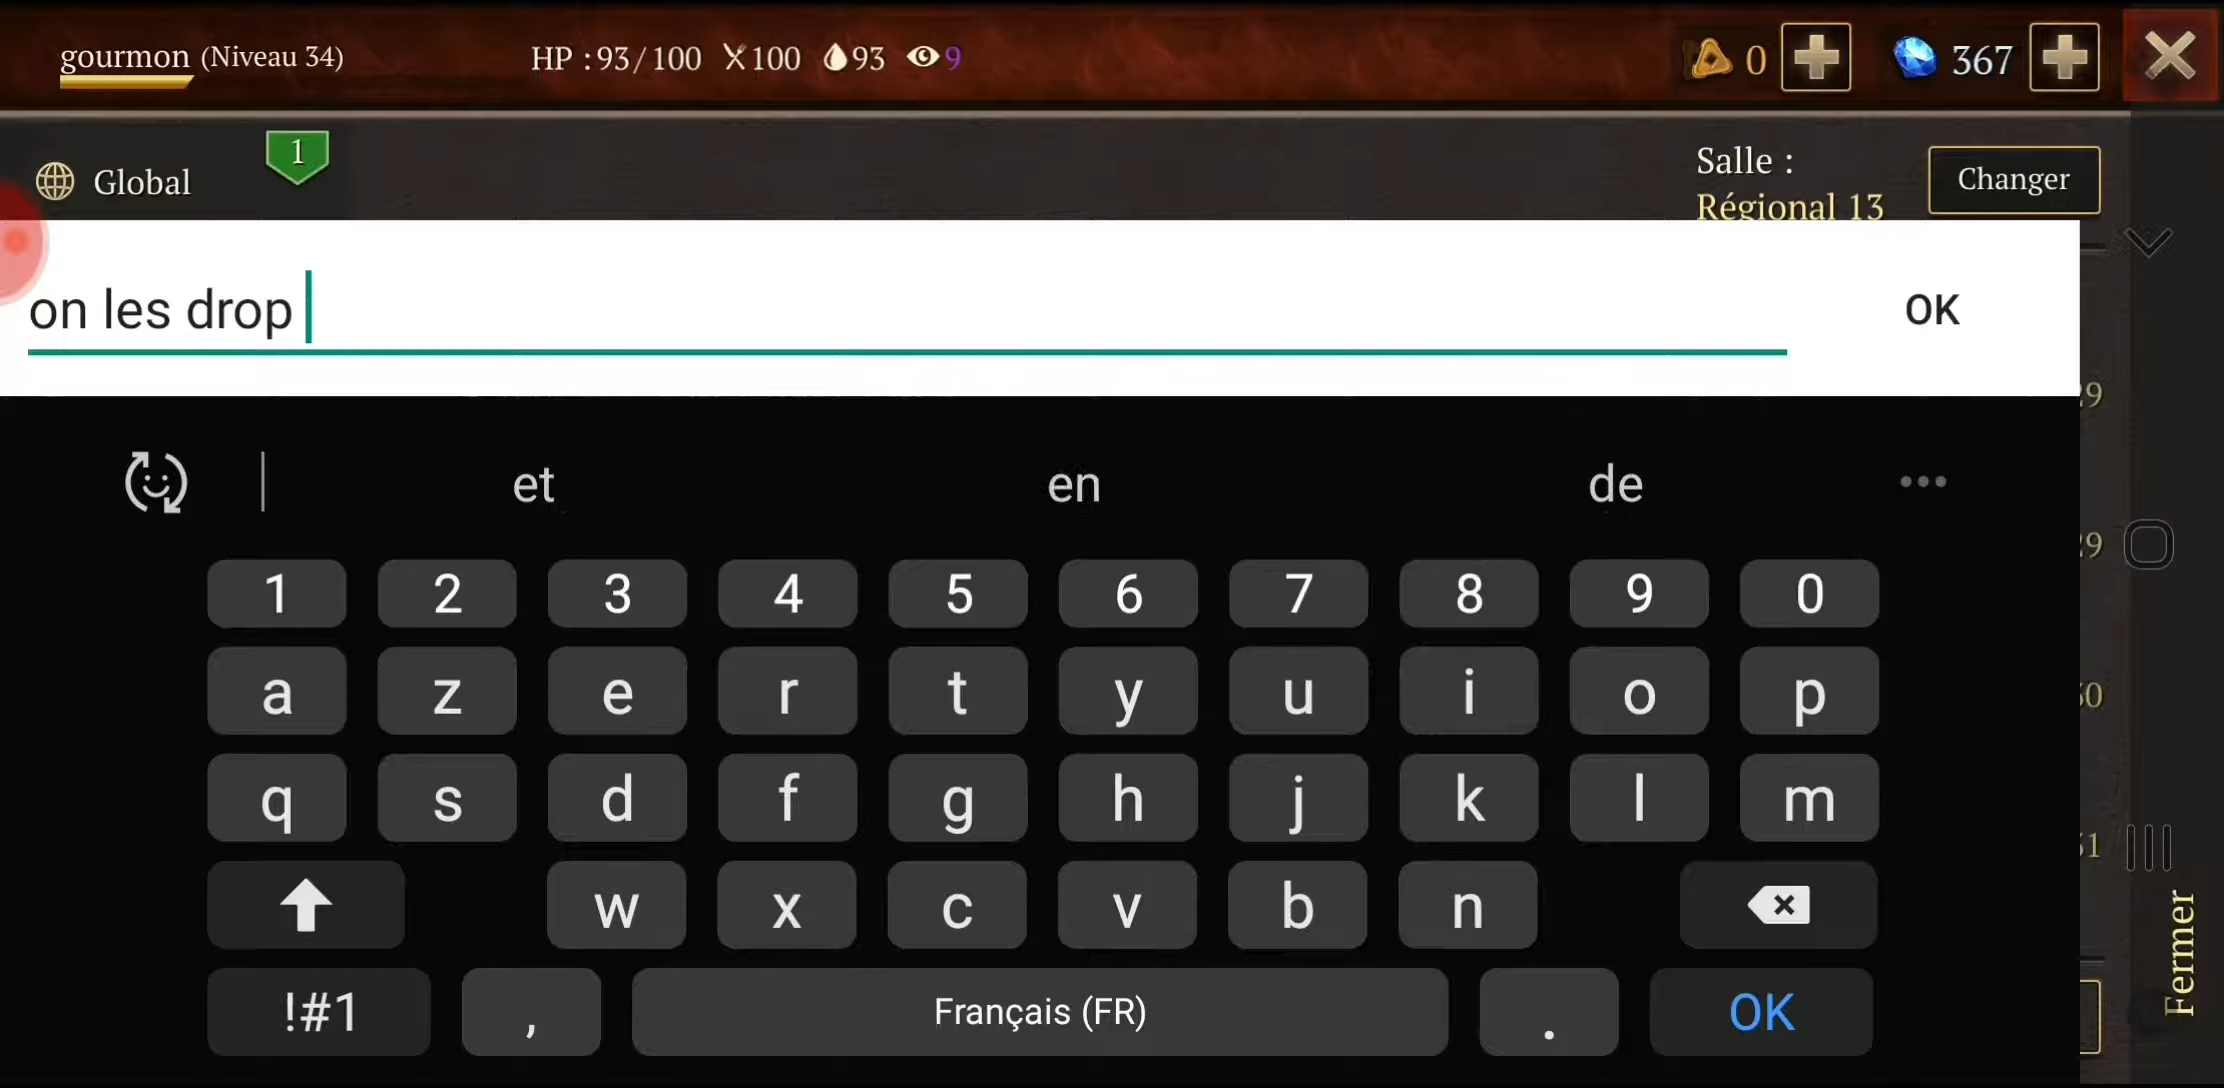 gourmon (Niveau 34) HP : 93/100 100 93 9 0 367
1
Global
Salle :
Régional 13
Changer
on les drop
OK
et en de
1 2 3 4 5 6 7 8 9 0
a z e r t y u i o p
q s d f g h j k l m
w x c v b n
!#1 , Français (FR) . OK
Fermer